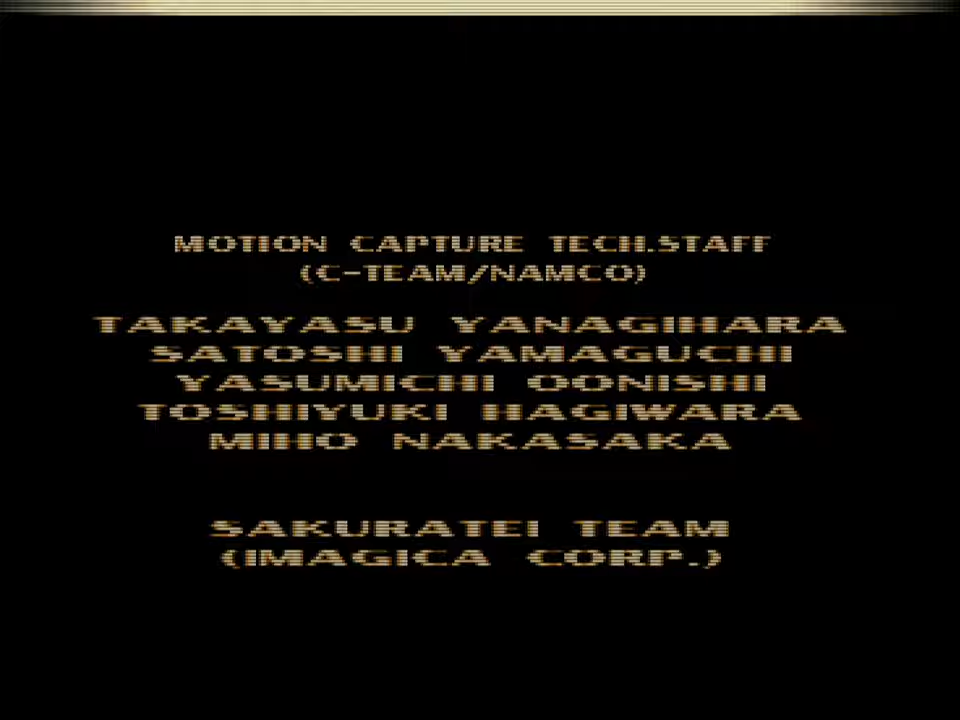 MOTION CAPTURE TECH.STAFF
(C-TEAM/NAMCO)
TAKAYASU YANAGIHARA
SATOSHI YAMAGUCHI
YASUMICHI OONISHI
TOSHIYUKI HAGIWARA
MIHO NAKASAKA
SAKURATEI TEAM
(IMAGICA CORP.)